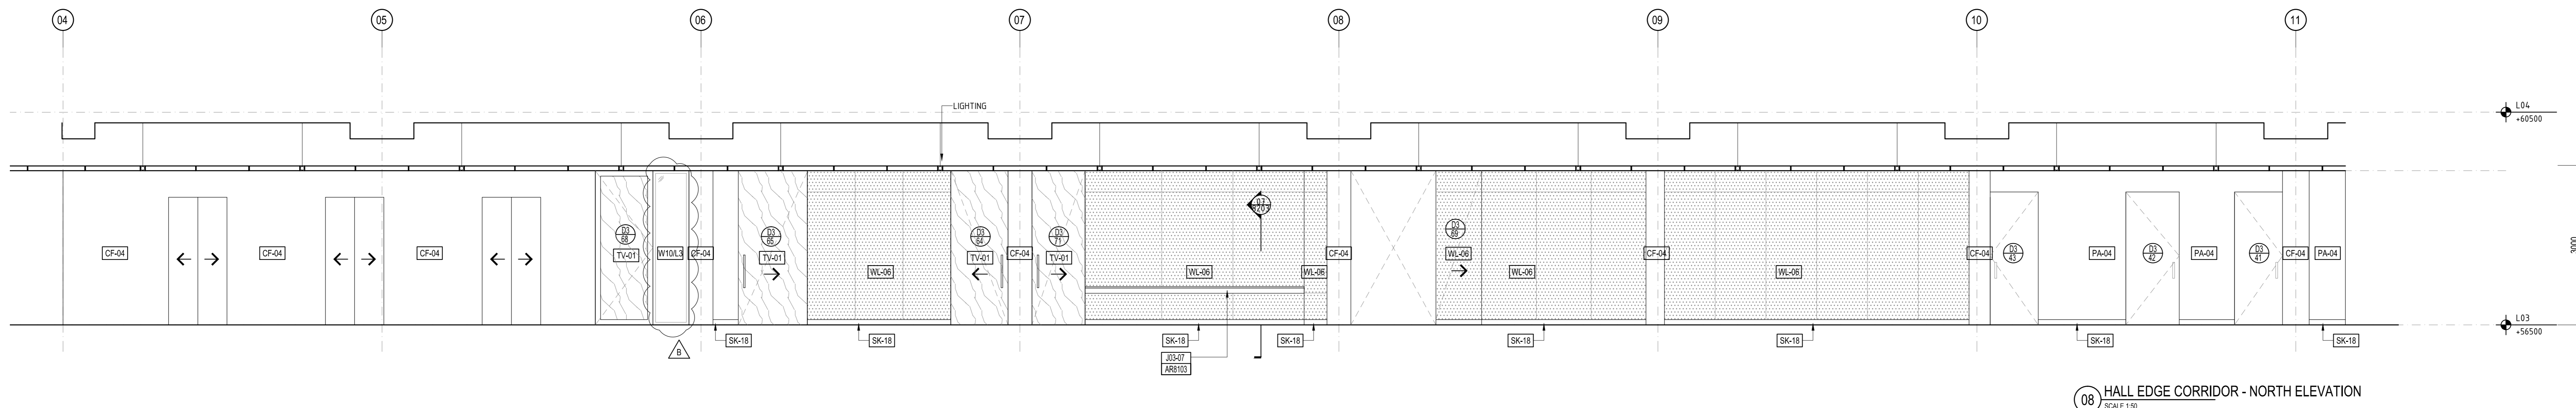 04
05
06
07
08
09
10
11
LIGHTING
L04
+60500
3000
07
D3
68
D3
65
D3
64
D3
71
D3
69
D3
43
D3
42
D3
41
CF-04
CF-04
CF-04
TV-01
W10/L3
CF-04
TV-01
WL-06
TV-01
CF-04
TV-01
WL-06
WL-06
CF-04
WL-06
WL-06
CF-04
WL-06
CF-04
PA-04
PA-04
CF-04
PA-04
L03
+56500
B
SK-18
SK-18
SK-18
SK-18
SK-18
SK-18
SK-18
SK-18
J03-07
AR8103
08
HALL EDGE CORRIDOR - NORTH ELEVATION
SCALE 1:50